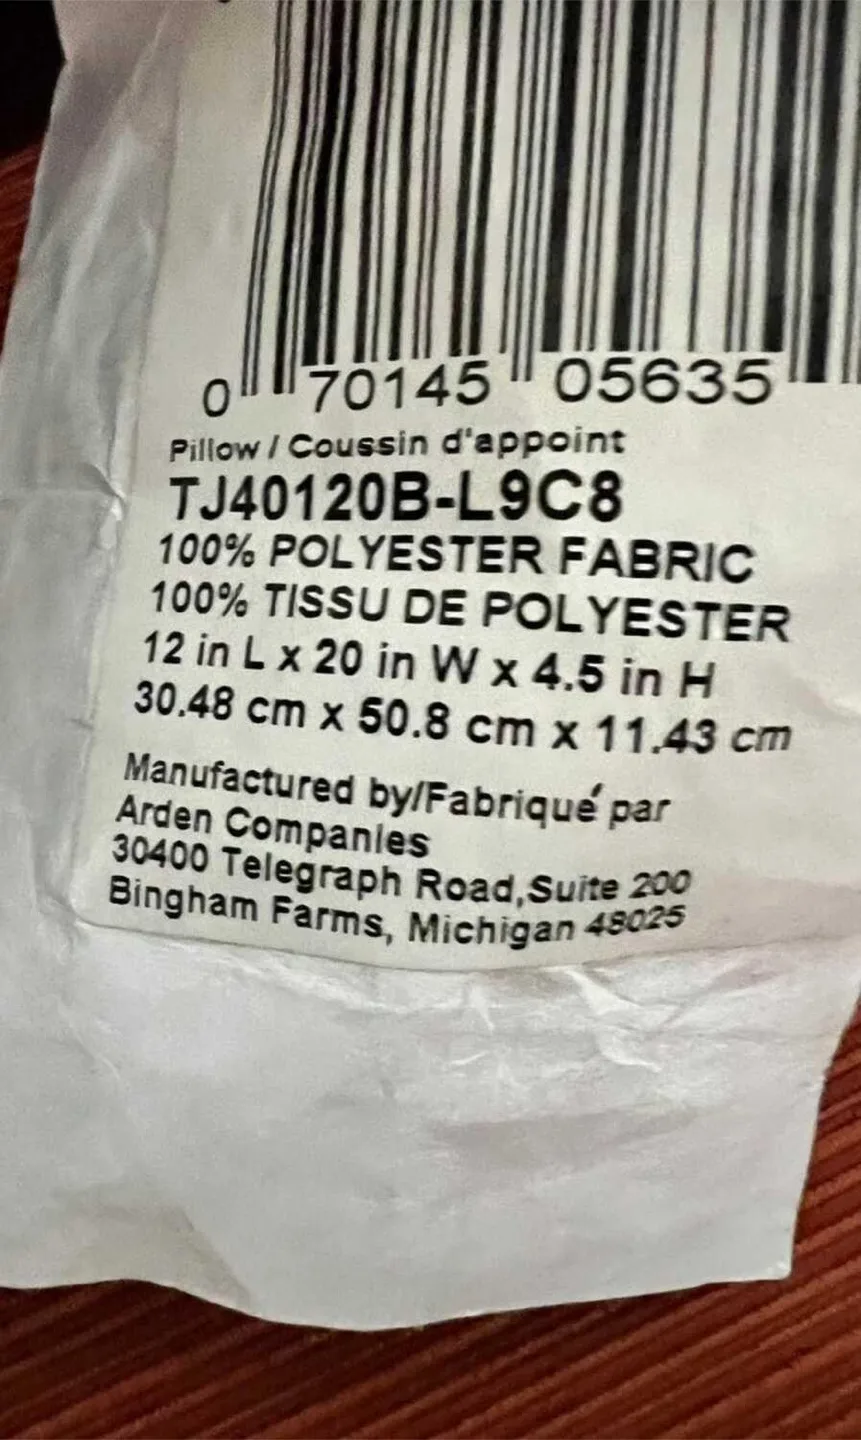 0 70145 05635
Pillow / Coussin d'appoint
TJ40120B-L9C8
100% POLYESTER FABRIC
100% TISSU DE POLYESTER
12 in L x 20 in W x 4.5 in H
30.48 cm x 50.8 cm x 11.43 cm
Manufactured by/Fabriqué par
Arden Companies
30400 Telegraph Road,Suite 200
Bingham Farms, Michigan 48025